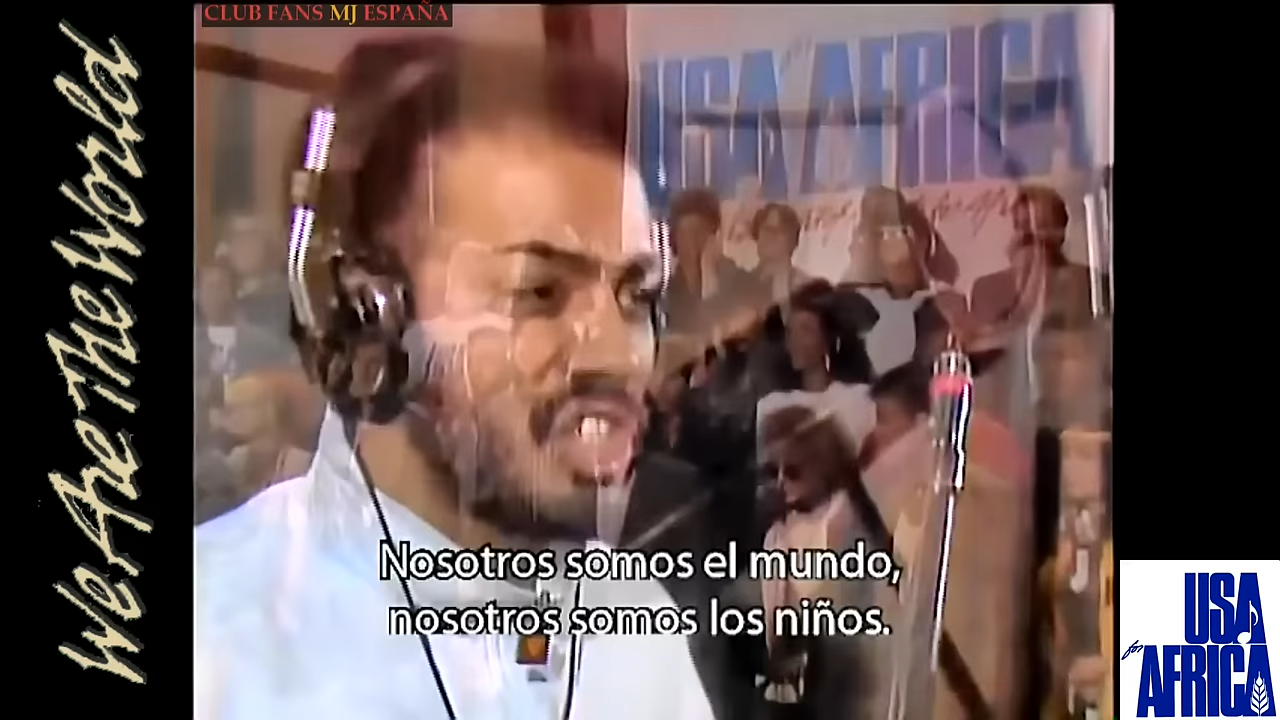 CLUB FANS MJ ESPAÑA
We Are The World
USA AFRICA
Nosotros somos el mundo,
nosotros somos los niños.
USA
for
AFRICA